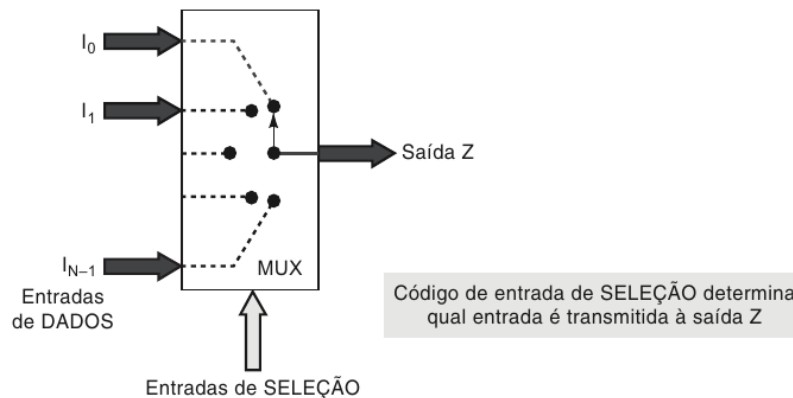 I0
I1
Saída Z
IN–1
MUX
Entradas
de DADOS
Código de entrada de SELEÇÃO determina
qual entrada é transmitida à saída Z
Entradas de SELEÇÃO